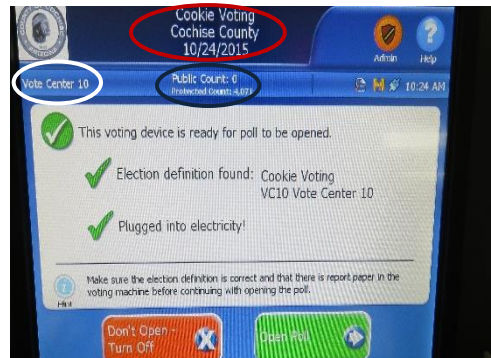 Cookie Voting
Cochise County
10/24/2015
Admin
Help
Vote Center 10
Public Count: 0
Protected Count: 4,071
10:24 AM
This voting device is ready for poll to be opened.
Election definition found: Cookie Voting
VC10 Vote Center 10
Plugged into electricity!
Hint
Make sure the election definition is correct and that there is report paper in the
voting machine before continuing with opening the poll.
Don't Open -
Turn Off
Open Poll